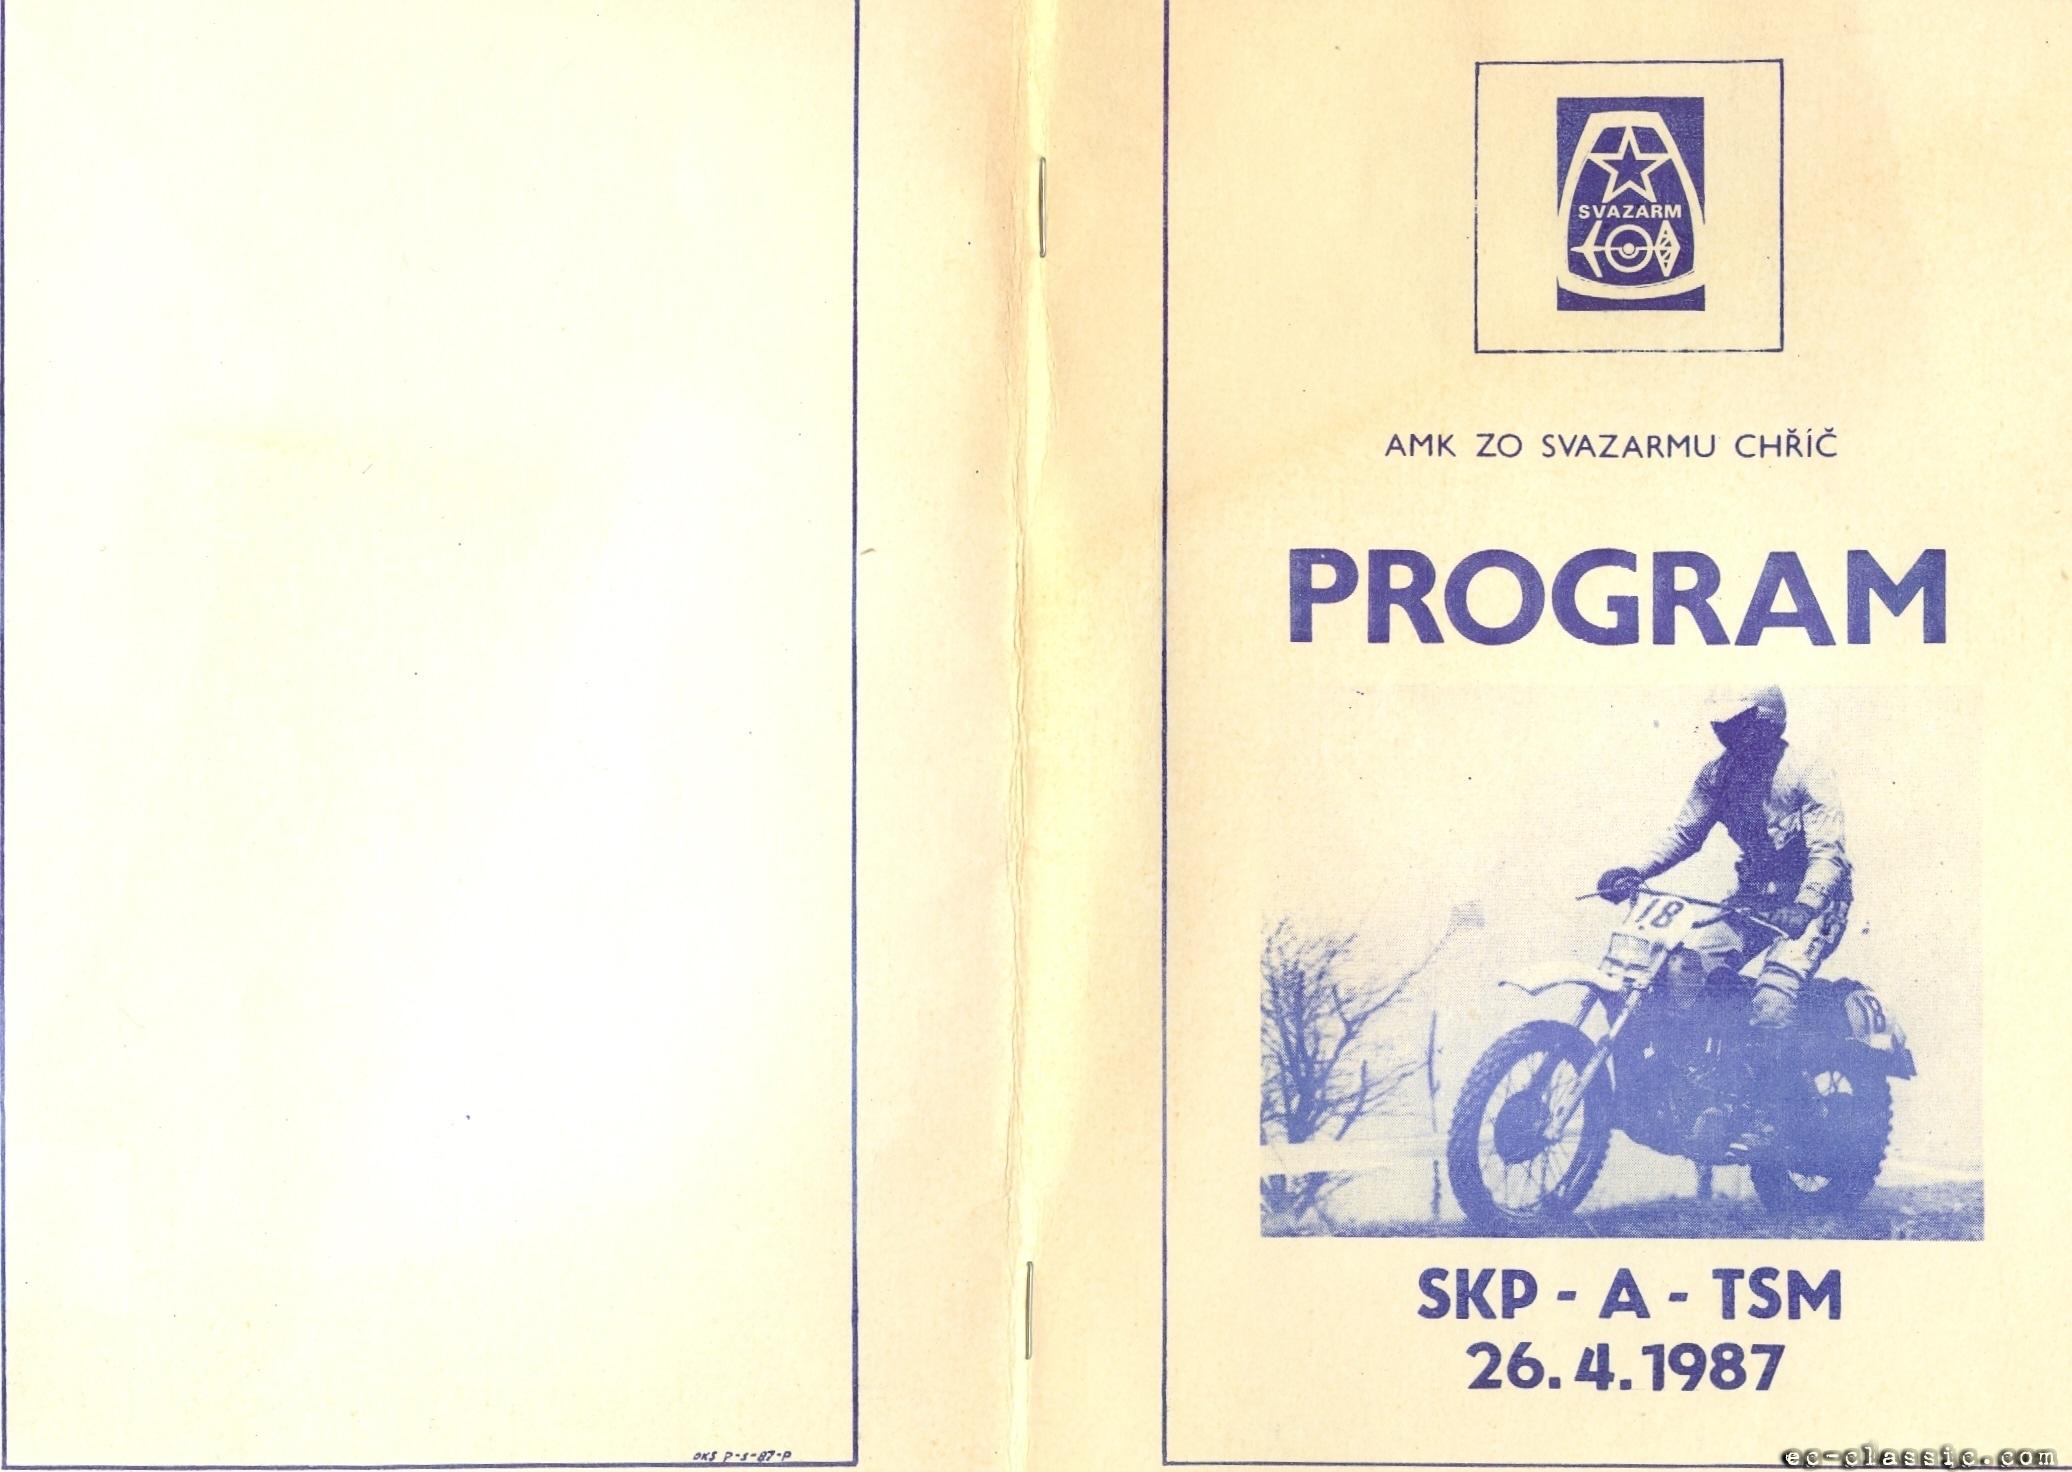 SVAZARM
AMK ZO SVAZARMU CHŘÍČ
PROGRAM
18
18
SKP - A - TSM
26.4.1987
OKS P-S-87-P
ec-classic.com